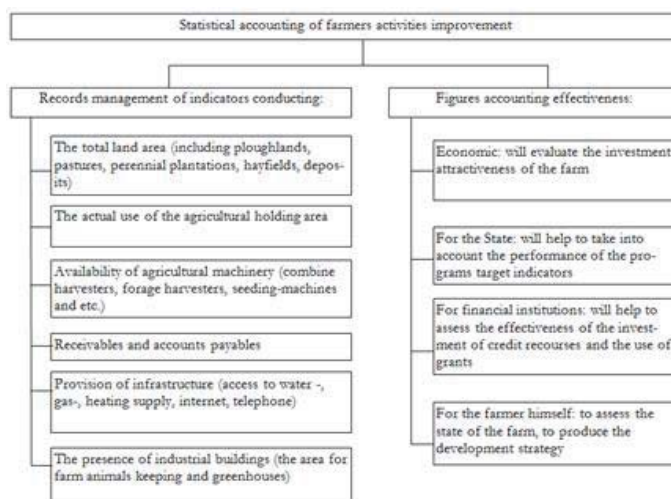 Statistical accounting of farmers activities improvement
Records management of indicators conducting:
The total land area (including ploughlands,
pastures, perennial plantations, hayfields, depos-
its)
The actual use of the agricultural holding area
Availability of agricultural machinery (combine
harvesters, forage harvesters, seeding-machines
and etc.)
Receivables and accounts payables
Provision of infrastructure (access to water -,
gas-, heating supply, internet, telephone)
The presence of industrial buildings (the area for
farm animals keeping and greenhouses)
Figures accounting effectiveness:
Economic: will evaluate the investment
attractiveness of the farm
For the State: will help to take into
account the performance of the pro-
grams target indicators
For financial institutions: will help to
assess the effectiveness of the invest-
ment of credit recourses and the use of
grants
For the farmer himself: to assess the
state of the farm, to produce the
development strategy